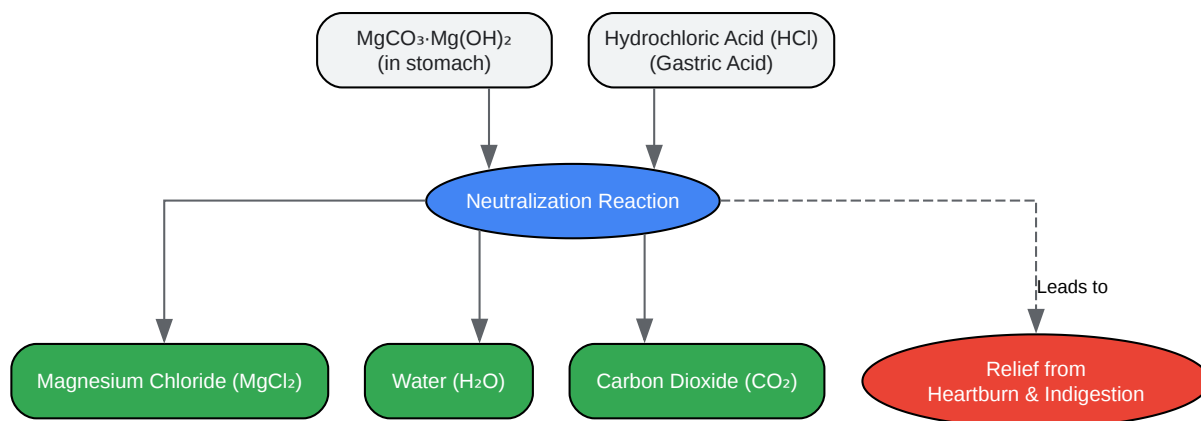 MgCO₃·Mg(OH)₂
(in stomach)
Hydrochloric Acid (HCl)
(Gastric Acid)
Neutralization Reaction
Leads to
Magnesium Chloride (MgCl₂)
Water (H₂O)
Carbon Dioxide (CO₂)
Relief from
Heartburn & Indigestion